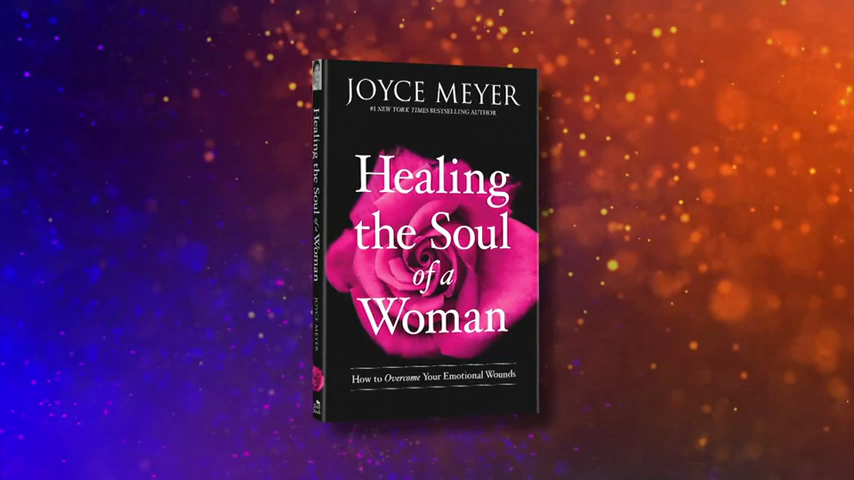 JOYCE MEYER
#1 NEW YORK TIMES BESTSELLING AUTHOR
Healing
the Soul
of a
Woman
How to Overcome Your Emotional Wounds
Healing the Soul of a Woman
JOYCE MEYER